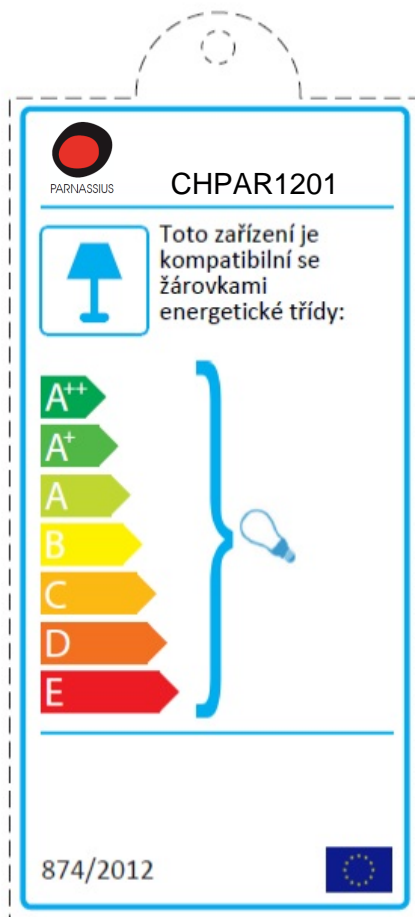 PARNASSIUS
CHPAR1201
Toto zařízení je
kompatibilní se
žárovkami
energetické třídy:
A++
A+
A
B
C
D
E
874/2012